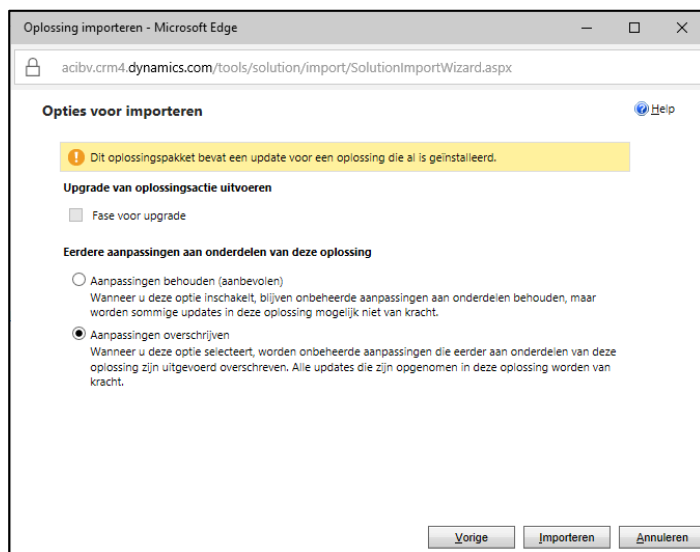 Oplossing importeren - Microsoft Edge
acibv.crm4.dynamics.com/tools/solution/import/SolutionImportWizard.aspx
Opties voor importeren
Help
Dit oplossingspakket bevat een update voor een oplossing die al is geïnstalleerd.
Upgrade van oplossingsactie uitvoeren
Fase voor upgrade
Eerdere aanpassingen aan onderdelen van deze oplossing
Aanpassingen behouden (aanbevolen)
Wanneer u deze optie inschakelt, blijven onbeheerde aanpassingen aan onderdelen behouden, maar
worden sommige updates in deze oplossing mogelijk niet van kracht.
Aanpassingen overschrijven
Wanneer u deze optie selecteert, worden onbeheerde aanpassingen die eerder aan onderdelen van deze
oplossing zijn uitgevoerd overschreven. Alle updates die zijn opgenomen in deze oplossing worden van
kracht.
Vorige
Importeren
Annuleren